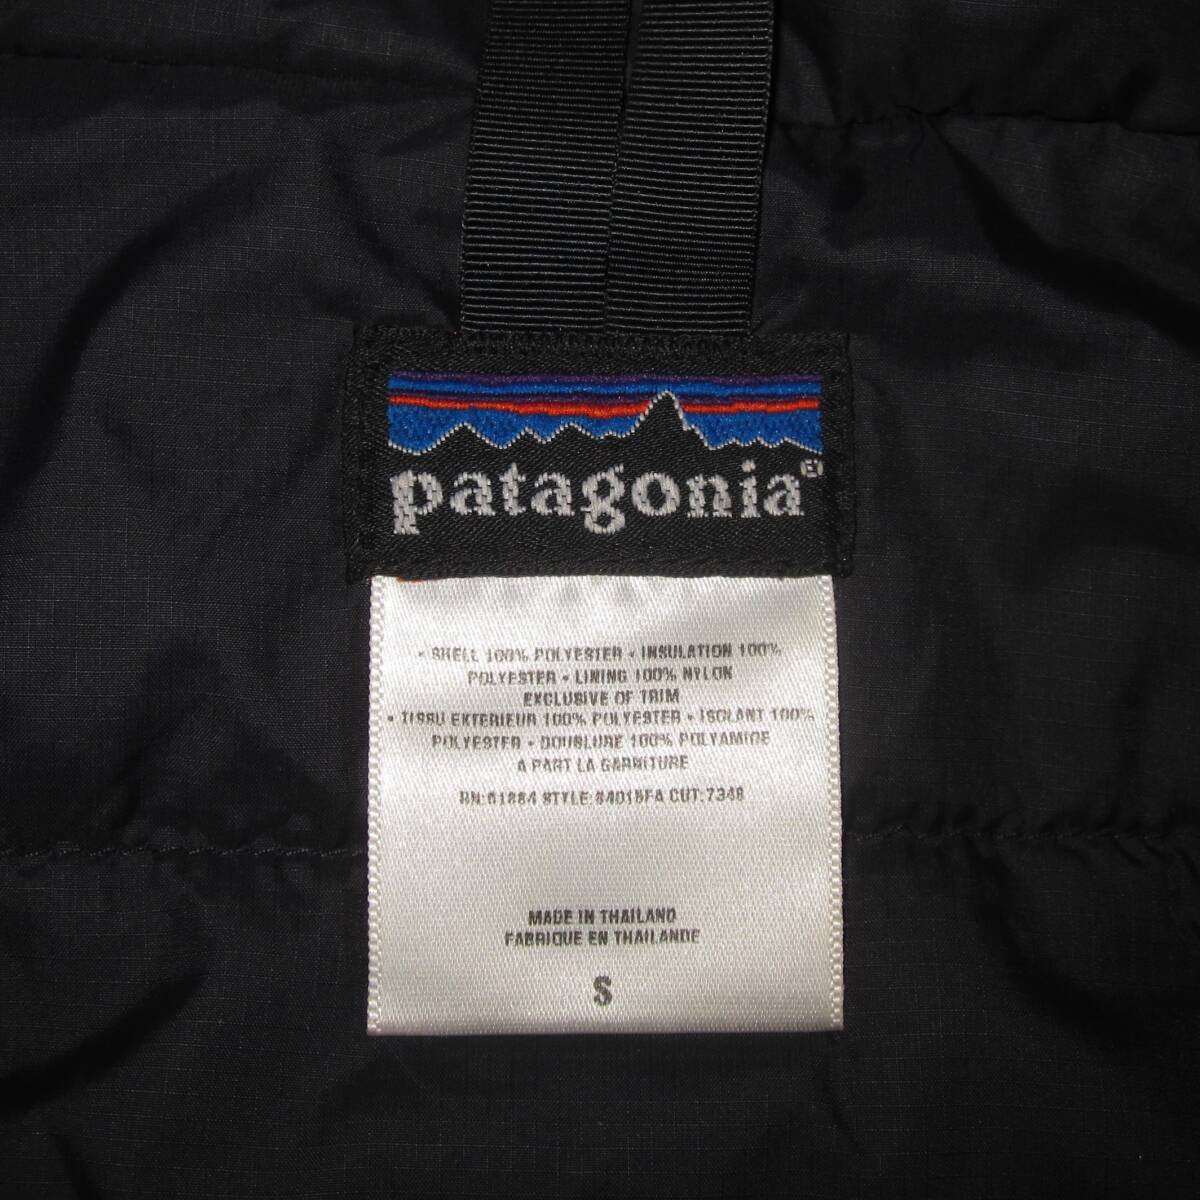 patagonia®
• SHELL 100% POLYESTER • INSULATION 100%
POLYESTER • LINING 100% NYLON
EXCLUSIVE OF TRIM
• TISSU EXTERIEUR 100% POLYESTER • ISOLANT 100%
POLYESTER • DOUBLURE 100% POLYAMIDE
A PART LA GARNITURE
RN:51884 STYLE:84015FA CUT:7348
MADE IN THAILAND
FABRIQUE EN THAILANDE
S